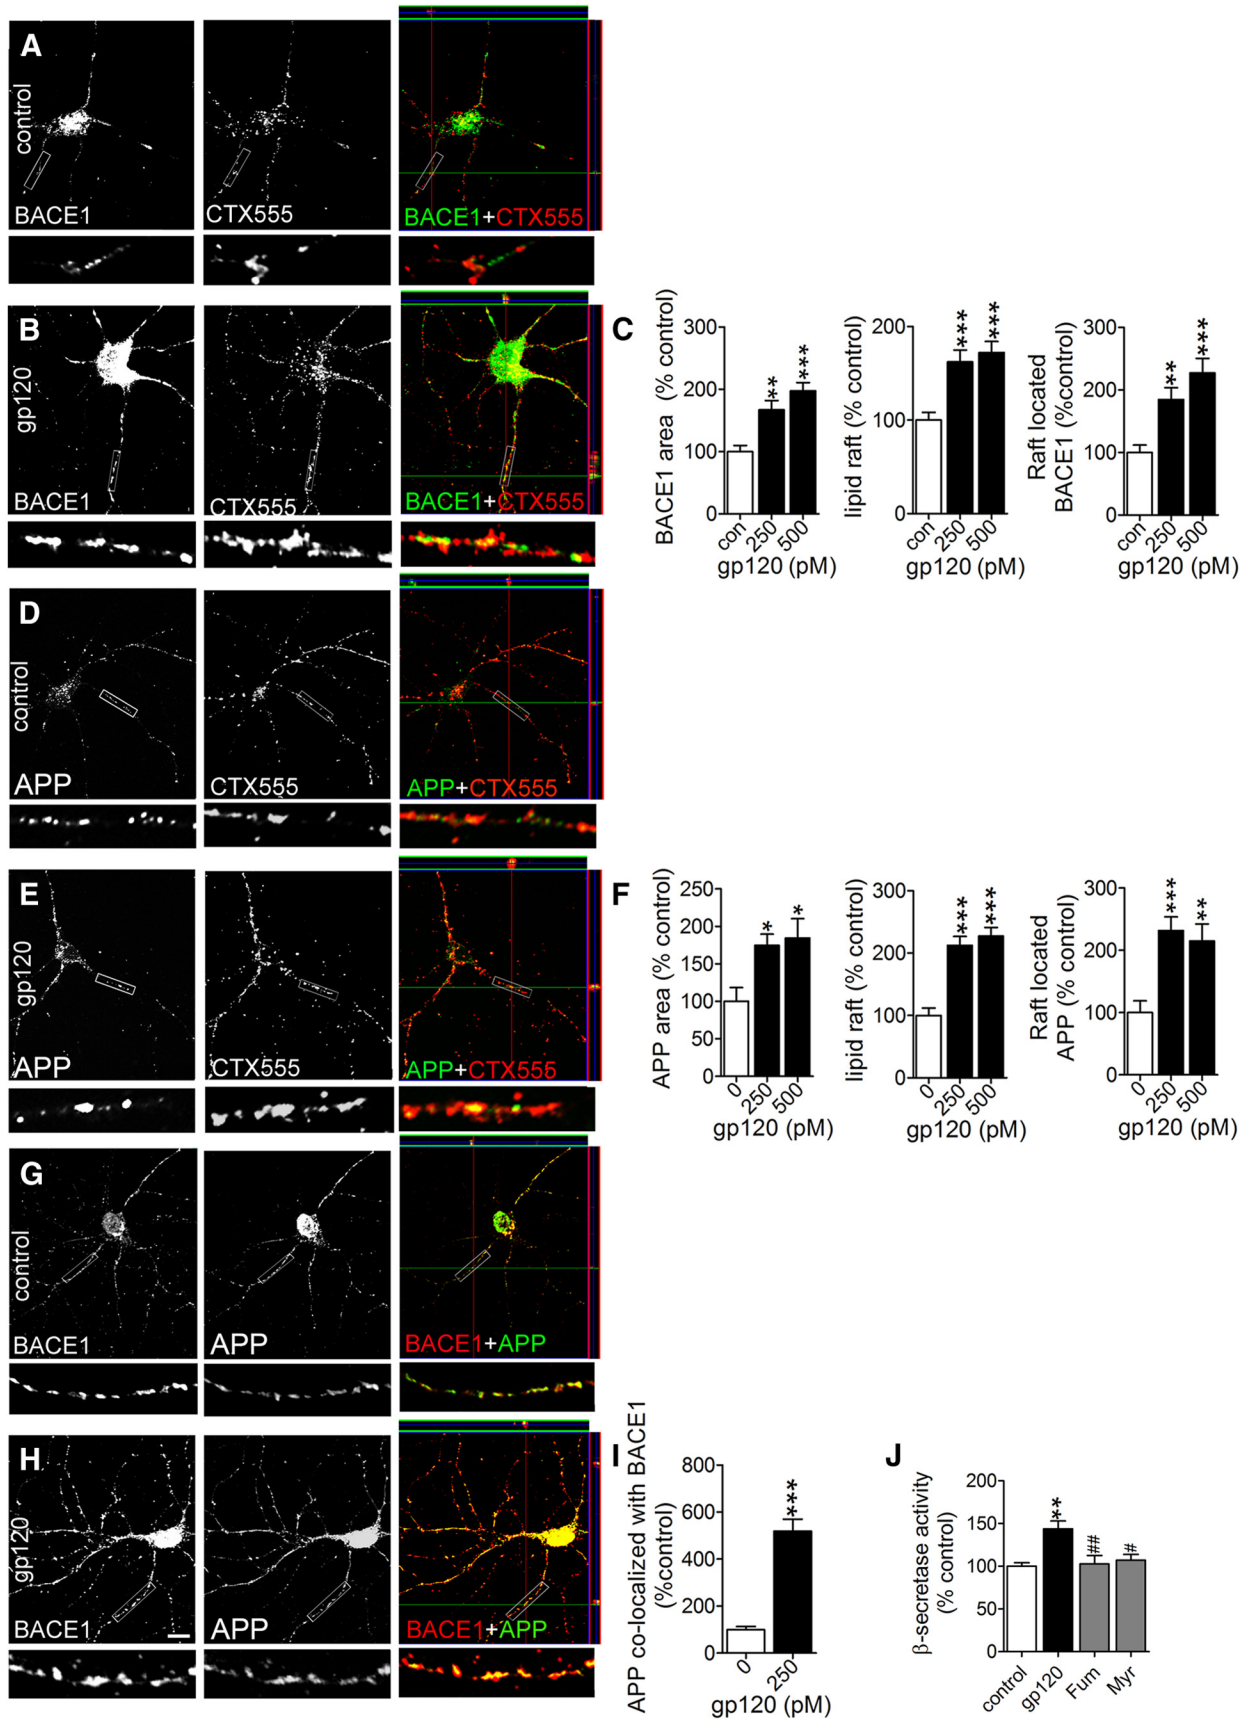 A
control
BACE1
CTX555
BACE1+CTX555
B
gp120
BACE1
CTX555
BACE1+CTX555
C
BACE1 area (% control)
300
200
100
0
**
***
con
250
500
gp120 (pM)
lipid raft (% control)
200
100
0
***
***
con
250
500
gp120 (pM)
Raft located
BACE1 (%control)
300
200
100
0
**
***
con
250
500
gp120 (pM)
D
control
APP
CTX555
APP+CTX555
E
gp120
APP
CTX555
APP+CTX555
F
APP area (% control)
250
200
150
100
50
0
*
*
0
250
500
gp120 (pM)
lipid raft (% control)
300
200
100
0
***
***
0
250
500
gp120 (pM)
Raft located
APP (% control)
300
200
100
0
***
**
0
250
500
gp120 (pM)
G
control
BACE1
APP
BACE1+APP
H
gp120
BACE1
APP
BACE1+APP
I
APP co-localized with BACE1
(%control)
800
600
400
200
0
***
0
250
gp120 (pM)
J
β-secretase activity
(% control)
200
150
100
50
0
**
##
#
control
gp120
Fum
Myr